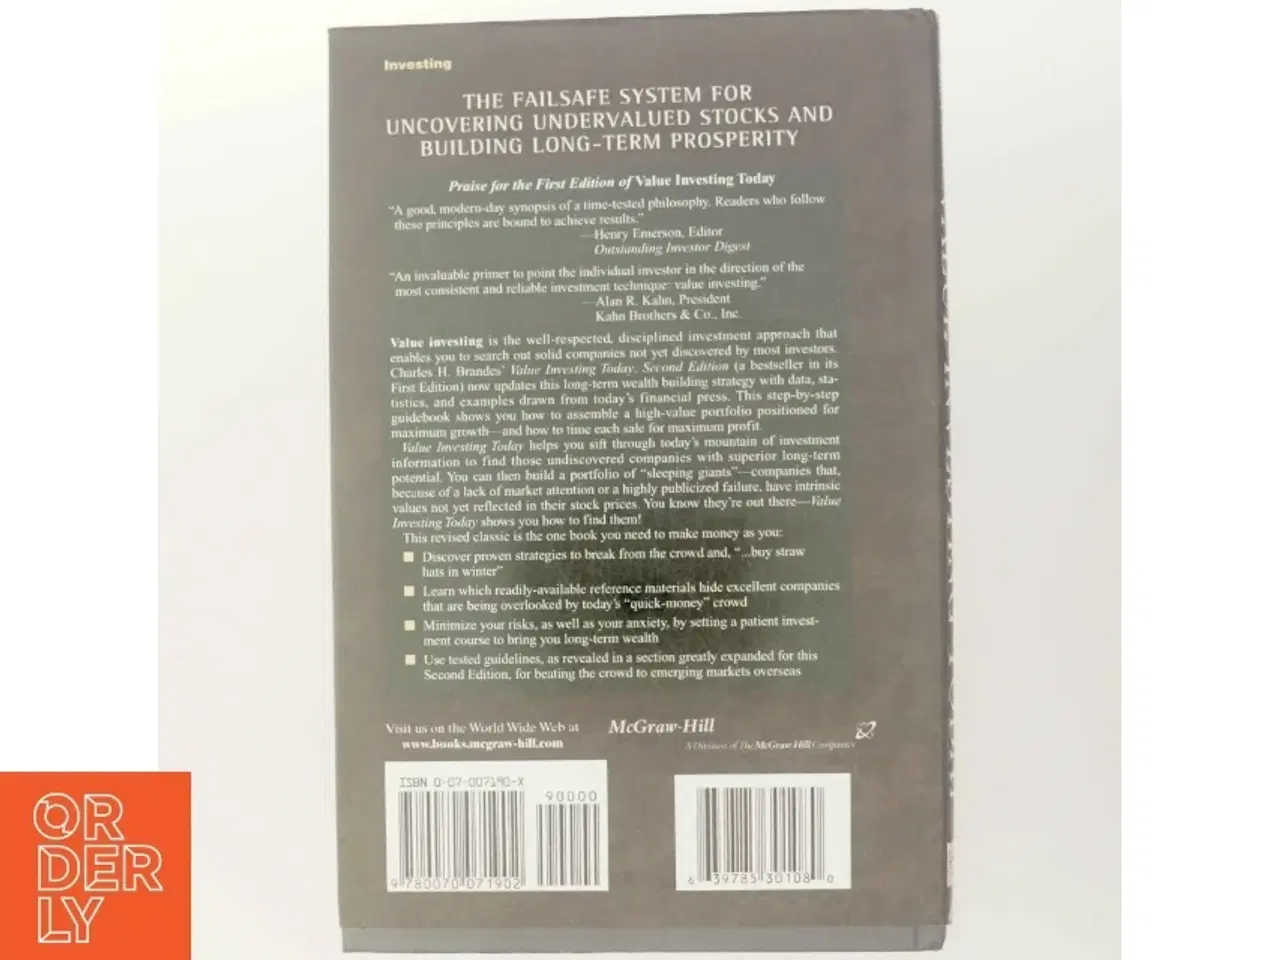 Investing
THE FAILSAFE SYSTEM FOR
UNCOVERING UNDERVALUED STOCKS AND
BUILDING LONG-TERM PROSPERITY
Praise for the First Edition of Value Investing Today
“A good, modern-day synopsis of a time-tested philosophy. Readers who follow
these principles are bound to achieve results.”
—Henry Emerson, Editor
Outstanding Investor Digest
“An invaluable primer to point the individual investor in the direction of the
most consistent and reliable investment technique: value investing.”
—Alan R. Kahn, President
Kahn Brothers & Co., Inc.
Value investing is the well-respected, disciplined investment approach that
enables you to search out solid companies not yet discovered by most investors.
Charles H. Brandes’ Value Investing Today, Second Edition (a bestseller in its
First Edition) now updates this long-term wealth building strategy with data, sta-
tistics, and examples drawn from today’s financial press. This step-by-step
guidebook shows you how to assemble a high-value portfolio positioned for
maximum growth—and how to time each sale for maximum profit.
Value Investing Today helps you sift through today’s mountain of investment
information to find those undiscovered companies with superior long-term
potential. You can then build a portfolio of “sleeping giants”—companies that,
because of a lack of market attention or a highly publicized failure, have intrinsic
values not yet reflected in their stock prices. You know they’re out there—Value
Investing Today shows you how to find them!
This revised classic is the one book you need to make money as you:
■ Discover proven strategies to break from the crowd and, “...buy straw
hats in winter”
■ Learn which readily-available reference materials hide excellent companies
that are being overlooked by today’s “quick-money” crowd
■ Minimize your risks, as well as your anxiety, by setting a patient invest-
ment course to bring you long-term wealth
■ Use tested guidelines, as revealed in a section greatly expanded for this
Second Edition, for beating the crowd to emerging markets overseas
Visit us on the World Wide Web at
www.books.mcgraw-hill.com
McGraw-Hill
A Division of The McGraw-Hill Companies
ISBN 0-07-007190-X
90000
9 780070 071902
6 39785 30108 0
ORDERLY